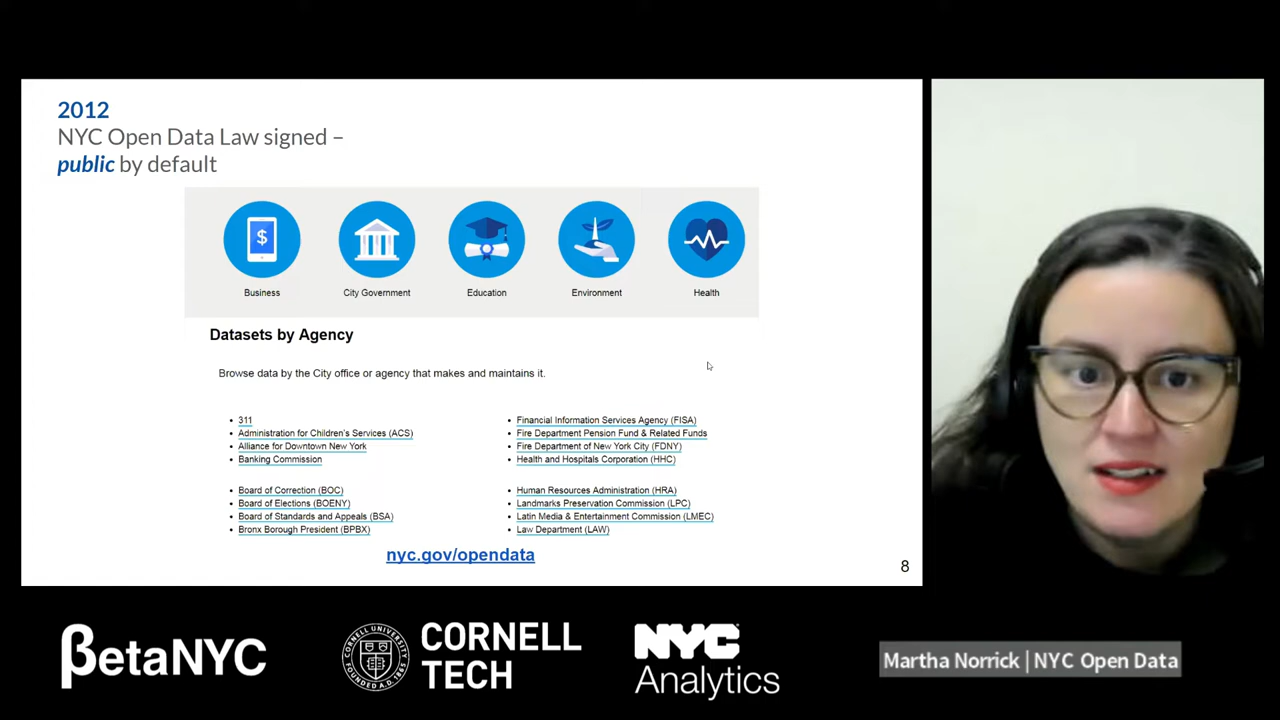 2012
NYC Open Data Law signed –
public by default
$
Business
City Government
Education
Environment
Health
Datasets by Agency
Browse data by the City office or agency that makes and maintains it.
311
Administration for Children's Services (ACS)
Alliance for Downtown New York
Banking Commission
Board of Correction (BOC)
Board of Elections (BOENY)
Board of Standards and Appeals (BSA)
Bronx Borough President (BPBX)
Financial Information Services Agency (FISA)
Fire Department Pension Fund & Related Funds
Fire Department of New York City (FDNY)
Health and Hospitals Corporation (HHC)
Human Resources Administration (HRA)
Landmarks Preservation Commission (LPC)
Latin Media & Entertainment Commission (LMEC)
Law Department (LAW)
nyc.gov/opendata
8
βetaNYC
CORNELL UNIVERSITY
FOUNDED A.D. 1865
CORNELL
TECH
NYC
Analytics
Martha Norrick | NYC Open Data